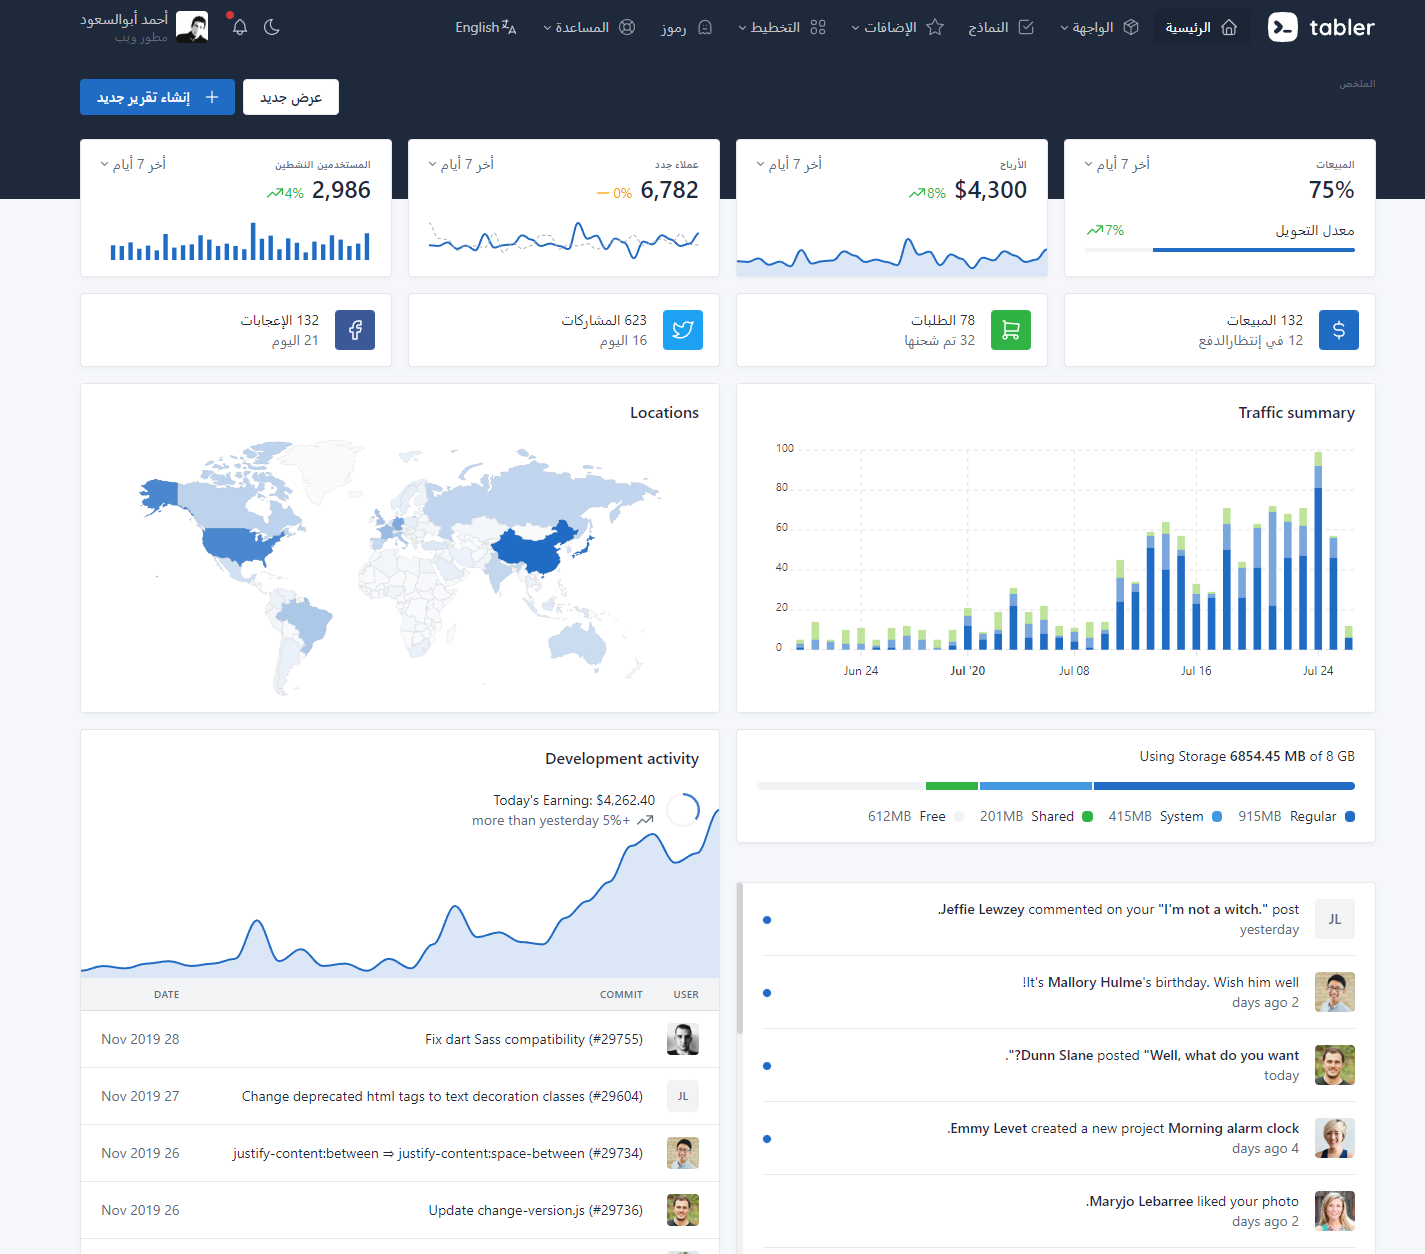 tabler
الرئيسية
الواجهة
النماذج
الإضافات
التخطيط
رموز
المساعدة
English
أحمد أبوالسعود
مطور ويب
الملخص
عرض جديد
إنشاء تقرير جديد
المبيعات
أخر 7 أيام
75%
معدل التحويل
7%
الأرباح
أخر 7 أيام
$4,300
8%
عملاء جدد
أخر 7 أيام
6,782
0%
المستخدمين النشطين
أخر 7 أيام
2,986
4%
132 المبيعات
12 في إنتظارالدفع
78 الطلبات
32 تم شحنها
623 المشاركات
16 اليوم
132 الإعجابات
21 اليوم
Traffic summary
100
80
60
40
20
0
Jun 24
Jul '20
Jul 08
Jul 16
Jul 24
Locations
Using Storage 6854.45 MB of 8 GB
Regular 915MB
System 415MB
Shared 201MB
Free 612MB
Development activity
Today's Earning: $4,262.40
more than yesterday 5%+
USER COMMIT DATE
Fix dart Sass compatibility (#29755)
Nov 2019 28
JL
Change deprecated html tags to text decoration classes (#29604)
Nov 2019 27
justify-content:between ⇒ justify-content:space-between (#29734)
Nov 2019 26
Update change-version.js (#29736)
Nov 2019 26
JL
.Jeffie Lewzey commented on your "I'm not a witch." post
yesterday
!It's Mallory Hulme's birthday. Wish him well
days ago 2
."?Dunn Slane posted "Well, what do you want
today
.Emmy Levet created a new project Morning alarm clock
days ago 4
.Maryjo Lebarree liked your photo
days ago 2